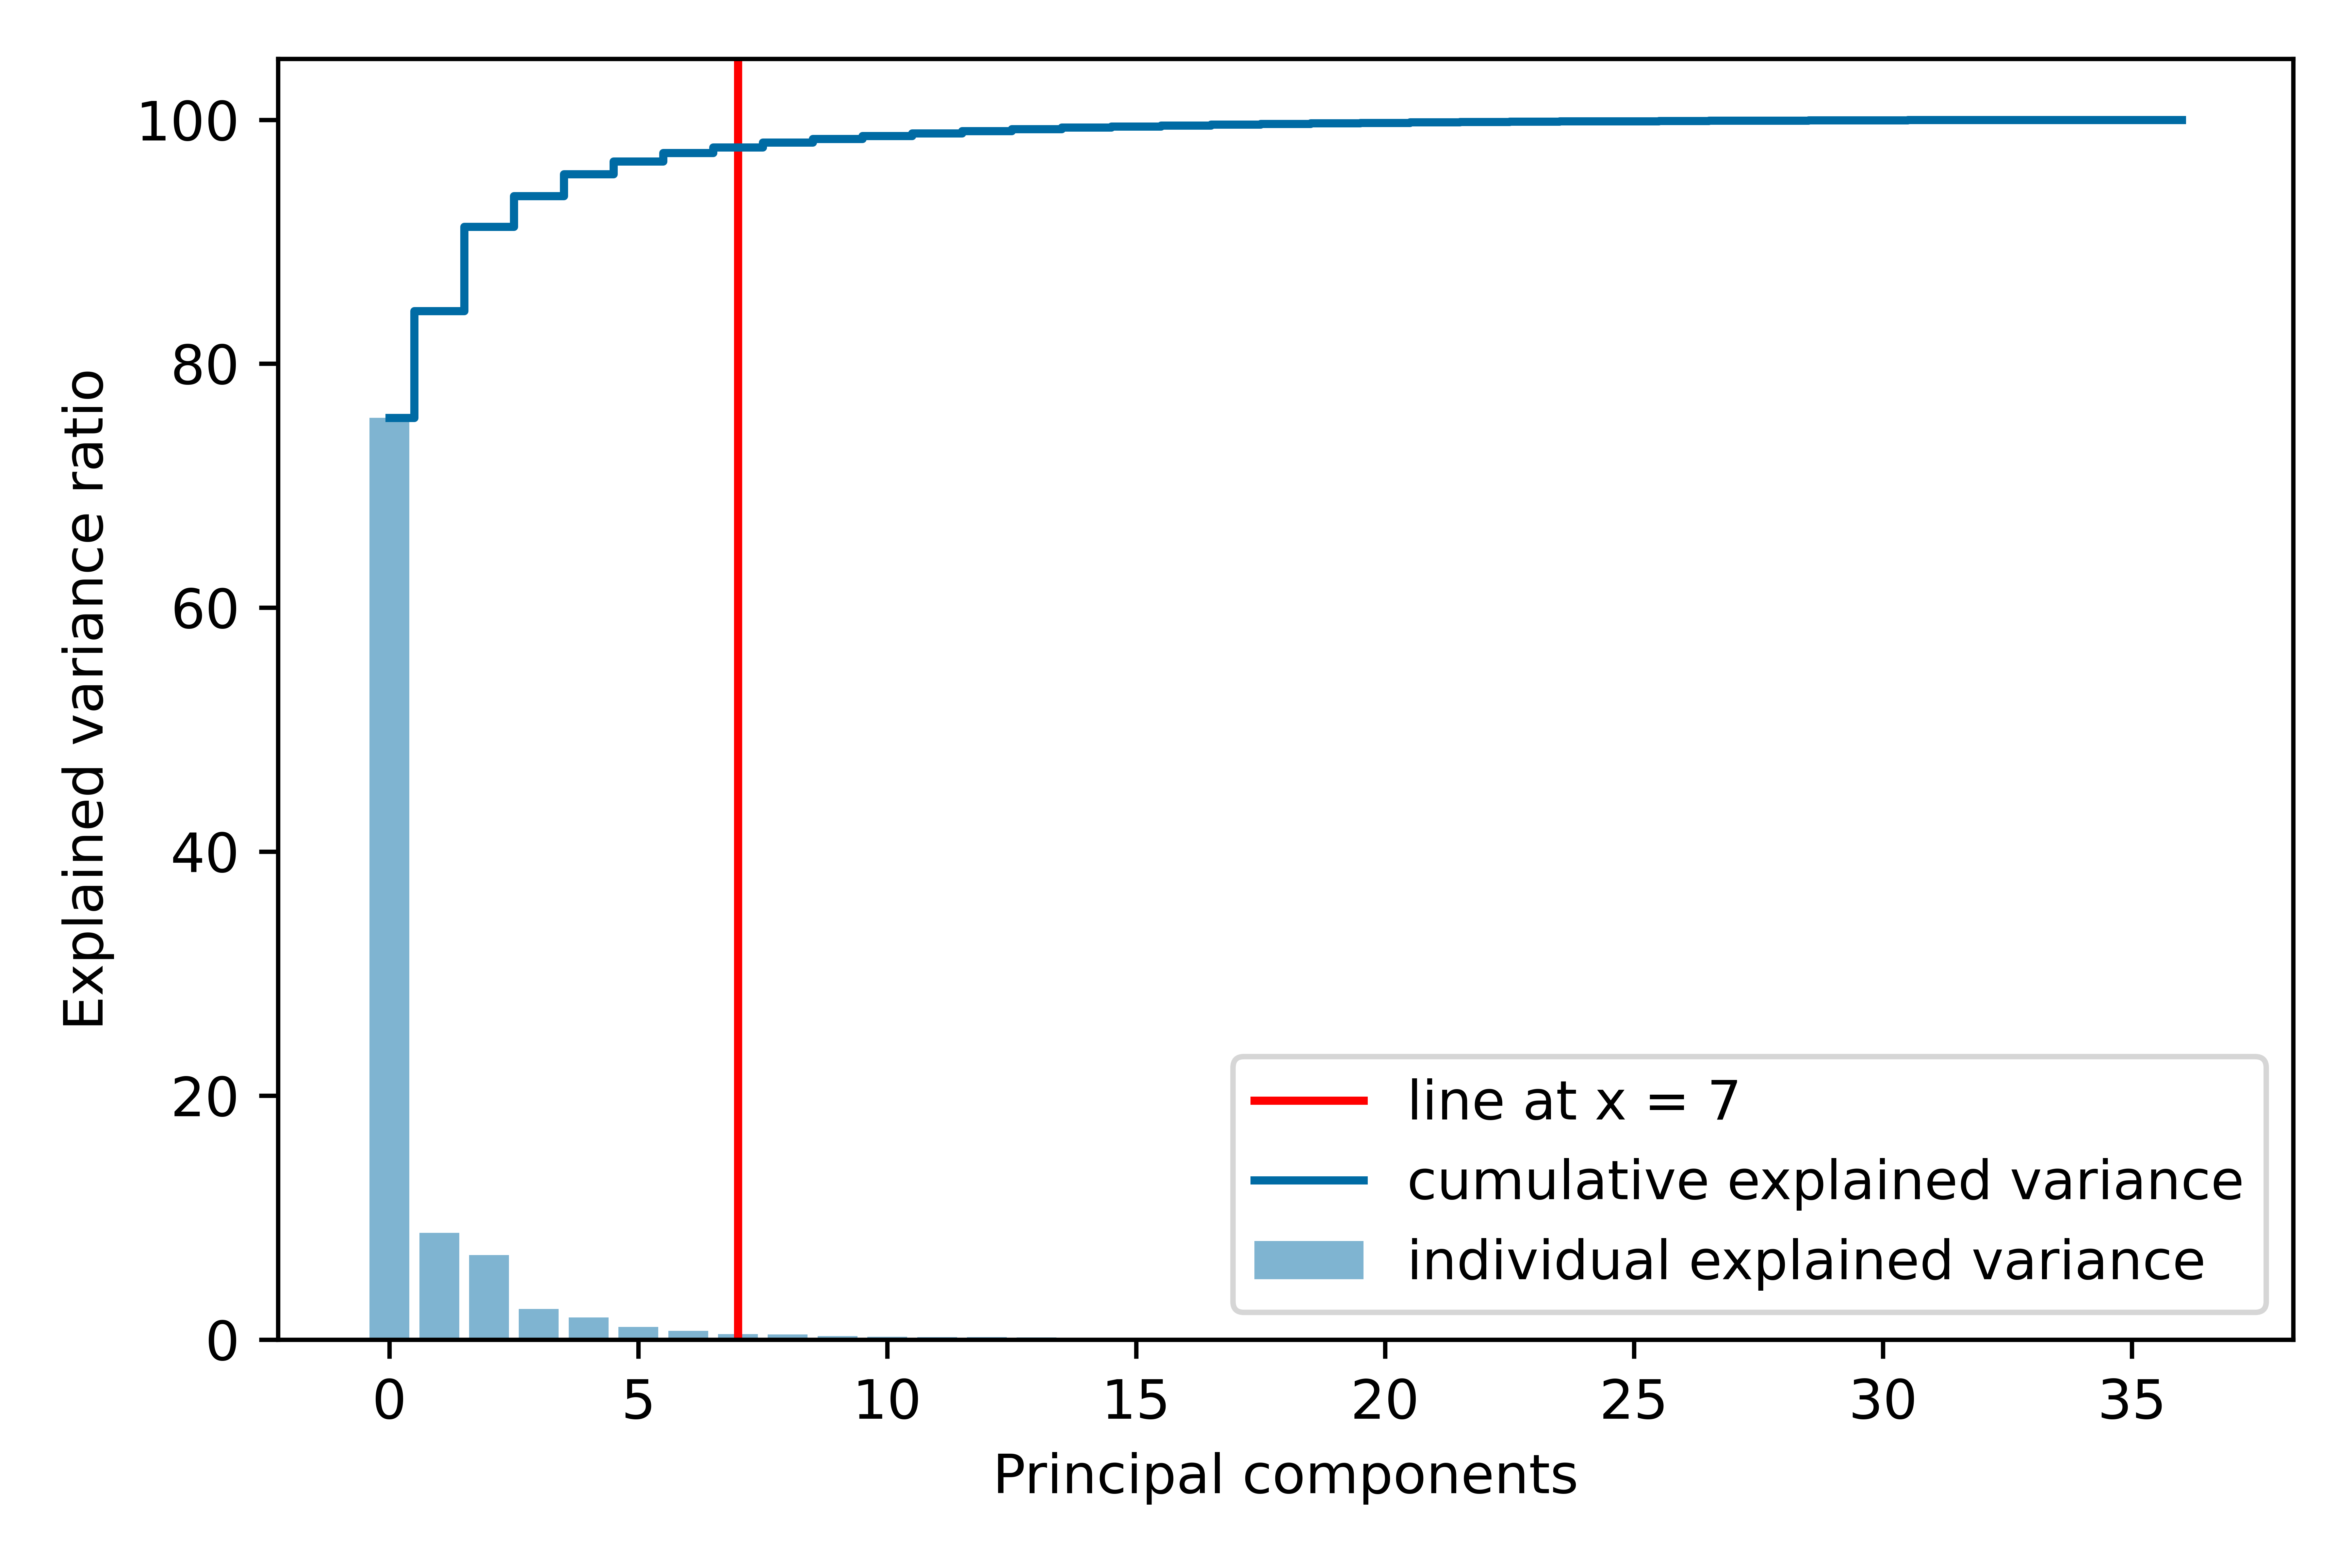 100
80
60
40
20
0
Explained variance ratio
line at x = 7
cumulative explained variance
individual explained variance
0 5 10 15 20 25 30 35
Principal components